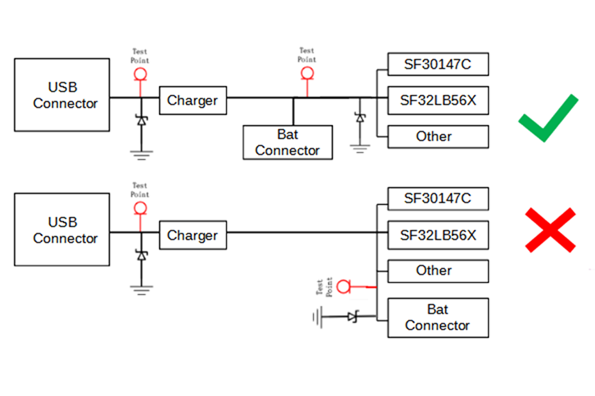 Test
Point
Test
Point
USB
Connector
Charger
Bat
Connector
SF30147C
SF32LB56X
Other
Test
Point
USB
Connector
Charger
SF30147C
SF32LB56X
Other
Test
Point
Bat
Connector